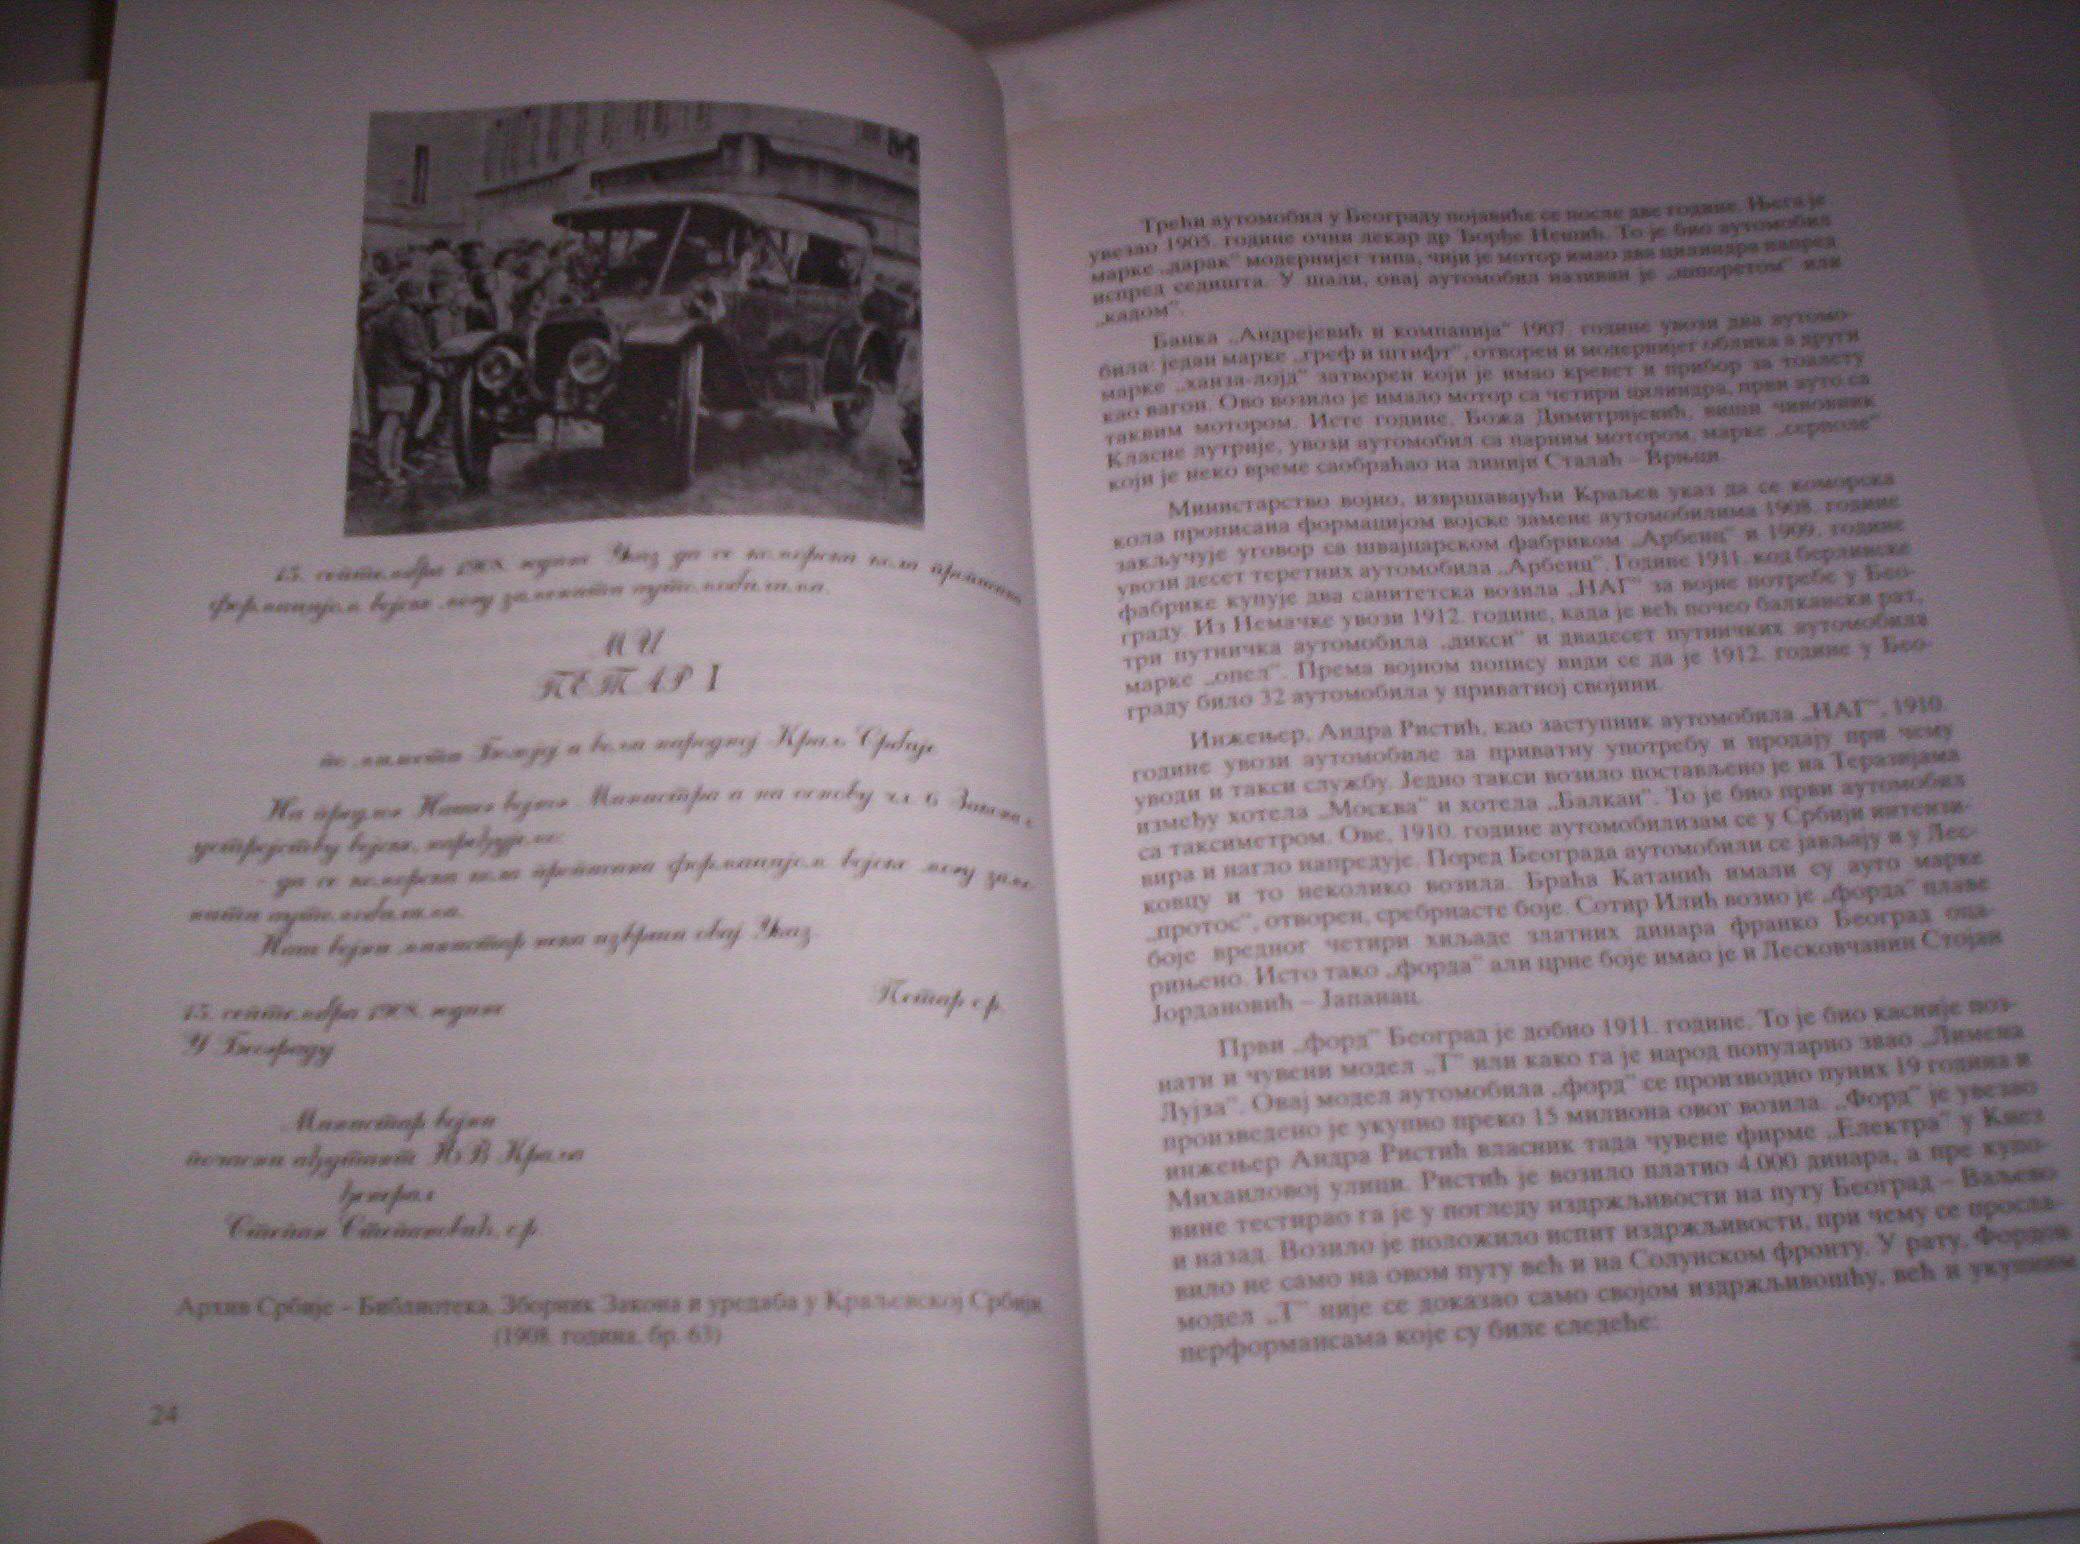 15. септембра 1908. године Указ да се коморска кола прописана
формацијом војске могу заменити аутомобилима.
МИ
ПЕТАР I
по милости Божјој и вољи народној Краљ Србије
На предлог Нашег војног Министра а на основу чл. 6 Закона о
устројству војске, наређујемо:
- да се коморска кола прописана формацијом војске могу заме-
нити аутомобилима.
Наш војни министар нека изврши овај Указ.
Петар с.р.
15. септембра 1908. године
У Београду
Министар војни
почасни ађутант Њ.В. Краља
ђенерал
Степан Степановић, с.р.
Архив Србије – Библиотека, Зборник Закона и уредаба у Краљевској Србији
(1908. година, бр. 63)
24
Трећи аутомобил у Београду појавиће се после две године. Њега је
увезао 1905. године очни лекар др Ђорђе Нешић. То је био аутомобил
марке „дарак“ модернијег типа, чији је мотор имао два цилиндра напред
испред седишта. У шали, овај аутомобил називан је „шпоретом“ или
„кадом“.
Банка „Андрејевић и компанија“ 1907. године увози два аутомо-
била: један марке „греф и штифт“, отворен и модернијег облика а други
марке „ханза-лојд“ затворен који је имао кревет и прибор за тоалету
као вагон. Ово возило је имало мотор са четири цилиндра, први ауто са
таквим мотором. Исте године, Божа Димитријевић, виши чиновник
Класне лутрије, увози аутомобил са парним мотором, марке „серполе“
који је неко време саобраћао на линији Сталаћ – Врњци.
Министарство војно, извршавајући Краљев указ да се коморска
кола прописана формацијом војске замене аутомобилима 1908. године
закључује уговор са швајцарском фабриком „Арбенц“ и 1909. године
увози десет теретних аутомобила „Арбенц“. Године 1911. код берлинске
фабрике купује два санитетска возила „НАГ“ за војне потребе у Бео-
граду. Из Немачке увози 1912. године, када је већ почео балкански рат,
три путничка аутомобила „дикси“ и двадесет путничких аутомобила
марке „опел“. Према војном попису види се да је 1912. године у Бео-
граду било 32 аутомобила у приватној својини.
Инжењер, Андра Ристић, као заступник аутомобила „НАГ“, 1910.
године увози аутомобиле за приватну употребу и продају при чему
уводи и такси службу. Једно такси возило постављено је на Теразијама
између хотела „Москва“ и хотела „Балкан“. То је био први аутомобил
са таксиметром. Ове, 1910. године аутомобилизам се у Србији интензи-
вира и нагло напредује. Поред Београда аутомобили се јављају и у Лес-
ковцу и то неколико возила. Браћа Катанић имали су ауто марке
„протос“, отворен, сребрнасте боје. Сотир Илић возио је „форда“ плаве
боје вредног четири хиљаде златних динара франко Београд оца-
рињено. Исто тако „форда“ али црне боје имао је и Лесковчанин Стојан
Јордановић – Јапанац.
Први „форд“ Београд је добио 1911. године. То је био касније поз-
нати и чувени модел „Т“ или како га је народ популарно звао „Лимена
Лујза“. Овај модел аутомобила „форд“ се производио пуних 19 година и
произведено је укупно преко 15 милиона овог возила. „Форд“ је увезао
инжењер Андра Ристић власник тада чувене фирме „Електра“ у Кнез
Михаиловој улици. Ристић је возило платио 4.000 динара, а пре купо-
вине тестирао га је у погледу издржљивости на путу Београд – Ваљево
и назад. Возило је положило испит издржљивости, при чему се просла-
вило не само на овом путу већ и на Солунском фронту. У рату, Фордов
модел „Т“ није се доказао само својом издржљивошћу, већ и укупним
перформансама које су биле следеће: